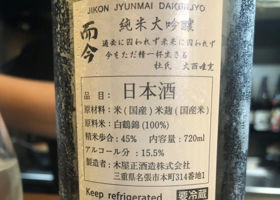 JIKON JYUNMAI DAIGINJYO
而今
純米大吟醸
過去に囚われず未来に囚われず
今をただ精一杯生きる
杜氏 大西唯克
品目：日本酒
原材料：米(国産)米麹(国産米)
原料米：白鶴錦(100%)
精米歩合：45% 内容量：720ml
アルコール分：15.5%
製造者：木屋正酒造株式会社
三重県名張市本町314番地1
Keep refrigerated
要冷蔵